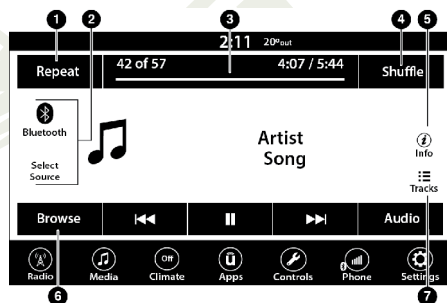 1 2 3 4 5
2:11 20°out
Repeat 42 of 57 4:07 / 5:44 Shuffle
Bluetooth
Select
Source
Artist
Song
i
Info
Tracks
Browse Audio
Off
Radio Media Climate Apps Controls Phone Settings
6 7